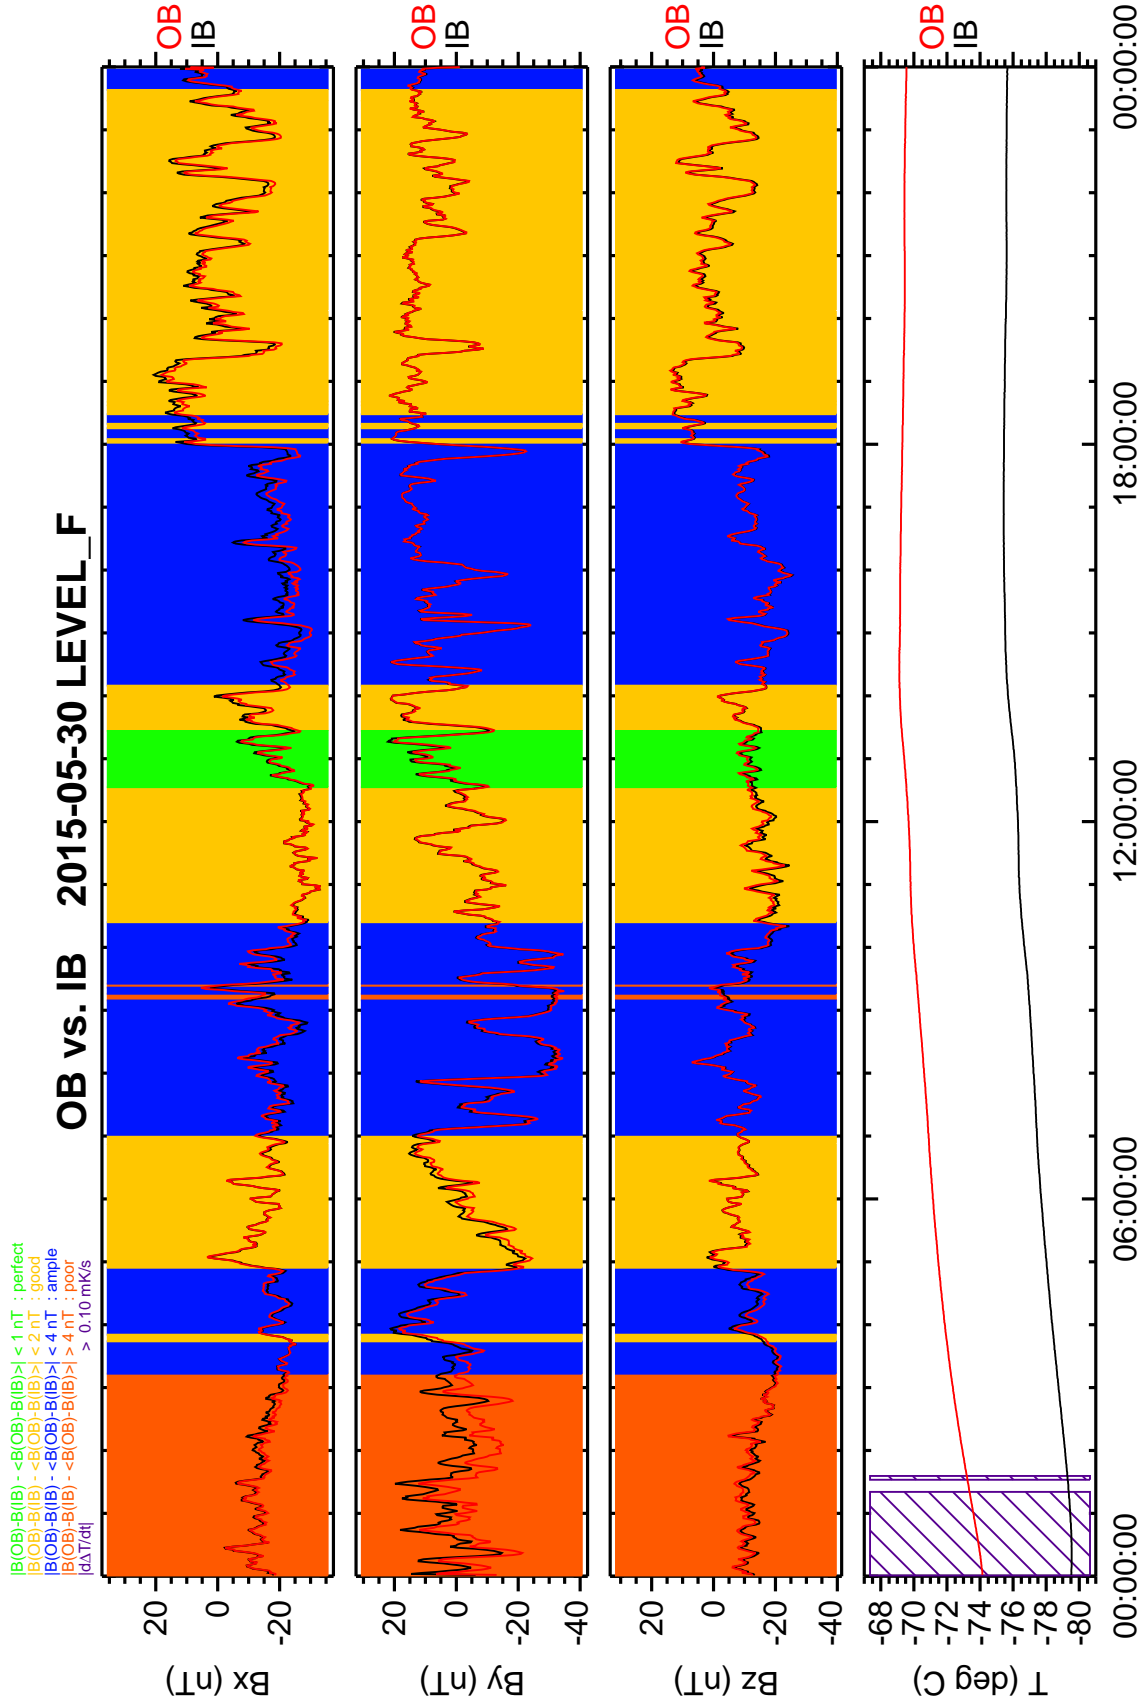 OB vs. IB 2015-05-30 LEVEL_F
|B(OB)-B(IB) - <B(OB)-B(IB)>| < 1 nT : perfect
|B(OB)-B(IB) - <B(OB)-B(IB)>| < 2 nT : good
|B(OB)-B(IB) - <B(OB)-B(IB)>| < 4 nT : ample
|B(OB)-B(IB) - <B(OB)-B(IB)>| > 4 nT : poor
|dΔT/dt| > 0.10 mK/s
Bx (nT)
20
0
-20
OB
IB
By (nT)
20
0
-20
-40
OB
IB
Bz (nT)
20
0
-20
-40
OB
IB
T (deg C)
-68
-70
-72
-74
-76
-78
-80
OB
IB
00:00:00 06:00:00 12:00:00 18:00:00 00:00:00